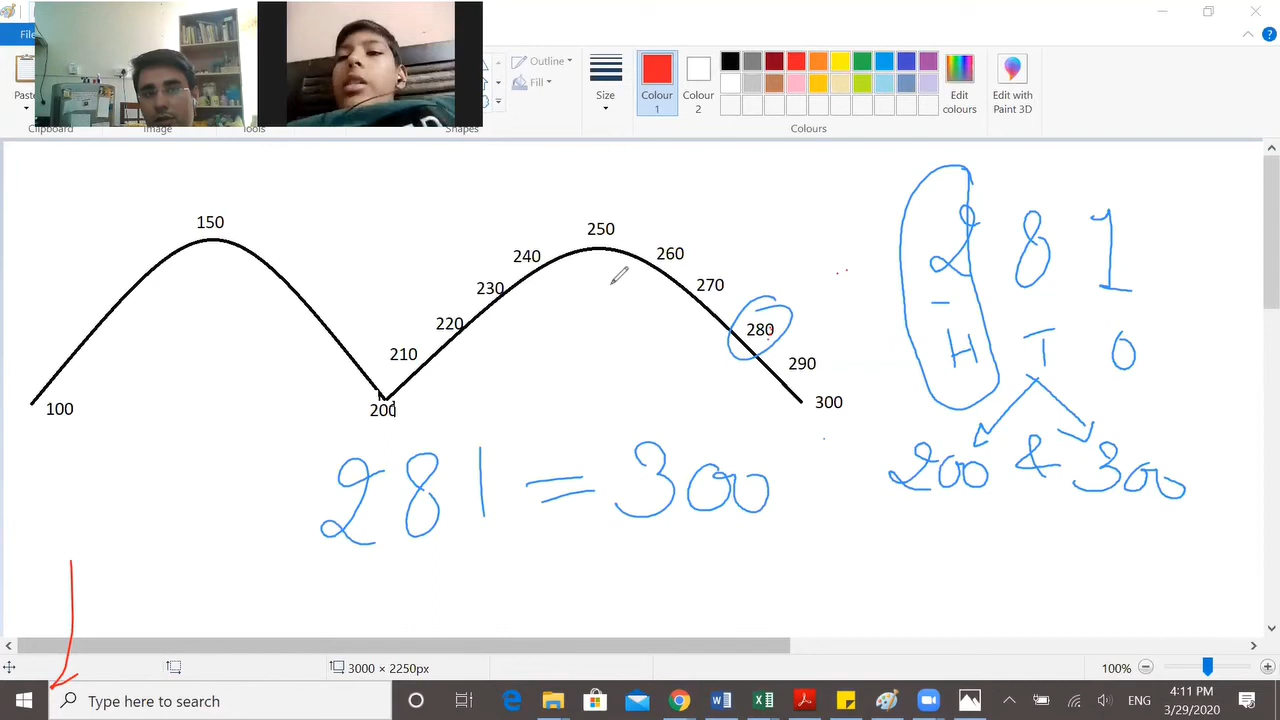 File
Paste
Clipboard
Image
Tools
Outline
Fill
Shapes
Size
Colour 1
Colour 2
Colours
Edit colours
Edit with Paint 3D
150
100
200
210
220
230
240
250
260
270
280
290
300
2 8 1
H T O
200 & 300
281 = 300
3000 × 2250px
100%
Type here to search
ENG
4:11 PM
3/29/2020